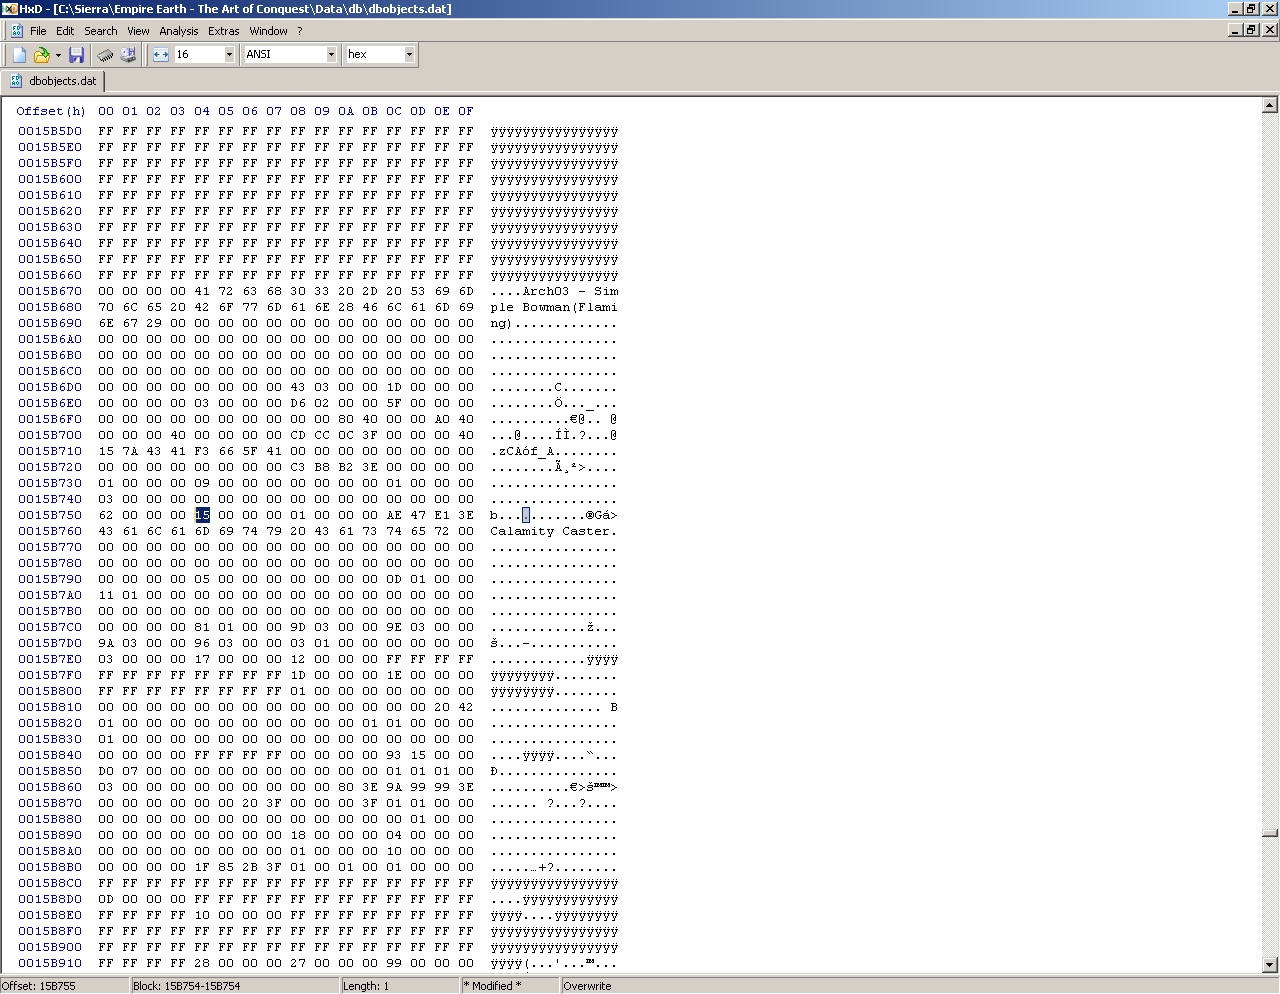 HxD - [C:\Sierra\Empire Earth - The Art of Conquest\Data\db\dbobjects.dat]
File Edit Search View Analysis Extras Window ?
16 ANSI hex
dbobjects.dat
Offset(h) 00 01 02 03 04 05 06 07 08 09 0A 0B 0C 0D 0E 0F
0015B5D0 FF FF FF FF FF FF FF FF FF FF FF FF FF FF FF FF ÿÿÿÿÿÿÿÿÿÿÿÿÿÿÿÿ
0015B5E0 FF FF FF FF FF FF FF FF FF FF FF FF FF FF FF FF ÿÿÿÿÿÿÿÿÿÿÿÿÿÿÿÿ
0015B5F0 FF FF FF FF FF FF FF FF FF FF FF FF FF FF FF FF ÿÿÿÿÿÿÿÿÿÿÿÿÿÿÿÿ
0015B600 FF FF FF FF FF FF FF FF FF FF FF FF FF FF FF FF ÿÿÿÿÿÿÿÿÿÿÿÿÿÿÿÿ
0015B610 FF FF FF FF FF FF FF FF FF FF FF FF FF FF FF FF ÿÿÿÿÿÿÿÿÿÿÿÿÿÿÿÿ
0015B620 FF FF FF FF FF FF FF FF FF FF FF FF FF FF FF FF ÿÿÿÿÿÿÿÿÿÿÿÿÿÿÿÿ
0015B630 FF FF FF FF FF FF FF FF FF FF FF FF FF FF FF FF ÿÿÿÿÿÿÿÿÿÿÿÿÿÿÿÿ
0015B640 FF FF FF FF FF FF FF FF FF FF FF FF FF FF FF FF ÿÿÿÿÿÿÿÿÿÿÿÿÿÿÿÿ
0015B650 FF FF FF FF FF FF FF FF FF FF FF FF FF FF FF FF ÿÿÿÿÿÿÿÿÿÿÿÿÿÿÿÿ
0015B660 FF FF FF FF FF FF FF FF FF FF FF FF FF FF FF FF ÿÿÿÿÿÿÿÿÿÿÿÿÿÿÿÿ
0015B670 00 00 00 00 41 72 63 68 30 33 20 2D 20 53 69 6D ....Arch03 - Sim
0015B680 70 6C 65 20 42 6F 77 6D 61 6E 28 46 6C 61 6D 69 ple Bowman(Flami
0015B690 6E 67 29 00 00 00 00 00 00 00 00 00 00 00 00 00 ng).............
0015B6A0 00 00 00 00 00 00 00 00 00 00 00 00 00 00 00 00 ................
0015B6B0 00 00 00 00 00 00 00 00 00 00 00 00 00 00 00 00 ................
0015B6C0 00 00 00 00 00 00 00 00 00 00 00 00 00 00 00 00 ................
0015B6D0 00 00 00 00 00 00 00 00 43 03 00 00 1D 00 00 00 ........C.......
0015B6E0 00 00 00 00 03 00 00 00 D6 02 00 00 5F 00 00 00 ........Ö..._...
0015B6F0 00 00 00 00 00 00 00 00 00 00 80 40 00 00 A0 40 ..........€@.. @
0015B700 00 00 00 40 00 00 00 00 CD CC 0C 3F 00 00 00 40 ...@....ÍÌ.?...@
0015B710 15 7A 43 41 F3 66 5F 41 00 00 00 00 00 00 00 00 .zCAóf_A........
0015B720 00 00 00 00 00 00 00 00 C3 B8 B2 3E 00 00 00 00 ........Ã¸²>....
0015B730 01 00 00 00 09 00 00 00 00 00 00 00 01 00 00 00 ................
0015B740 03 00 00 00 00 00 00 00 00 00 00 00 00 00 00 00 ................
0015B750 62 00 00 00 15 00 00 00 01 00 00 00 AE 47 E1 3E b...........®Gá>
0015B760 43 61 6C 61 6D 69 74 79 20 43 61 73 74 65 72 00 Calamity Caster.
0015B770 00 00 00 00 00 00 00 00 00 00 00 00 00 00 00 00 ................
0015B780 00 00 00 00 00 00 00 00 00 00 00 00 00 00 00 00 ................
0015B790 00 00 00 00 05 00 00 00 00 00 00 00 0D 01 00 00 ................
0015B7A0 11 01 00 00 00 00 00 00 00 00 00 00 00 00 00 00 ................
0015B7B0 00 00 00 00 00 00 00 00 00 00 00 00 00 00 00 00 ................
0015B7C0 00 00 00 00 81 01 00 00 9D 03 00 00 9E 03 00 00 ............ž...
0015B7D0 9A 03 00 00 96 03 00 00 03 01 00 00 00 00 00 00 š...–...........
0015B7E0 03 00 00 00 17 00 00 00 12 00 00 00 FF FF FF FF ............ÿÿÿÿ
0015B7F0 FF FF FF FF FF FF FF FF 1D 00 00 00 1E 00 00 00 ÿÿÿÿÿÿÿÿ........
0015B800 FF FF FF FF FF FF FF FF 01 00 00 00 00 00 00 00 ÿÿÿÿÿÿÿÿ........
0015B810 00 00 00 00 00 00 00 00 00 00 00 00 00 00 20 42 .............. B
0015B820 01 00 00 00 00 00 00 00 00 00 00 01 01 00 00 00 ................
0015B830 01 00 00 00 00 00 00 00 00 00 00 00 00 00 00 00 ................
0015B840 00 00 00 00 FF FF FF FF 00 00 00 00 93 15 00 00 ....ÿÿÿÿ....“...
0015B850 D0 07 00 00 00 00 00 00 00 00 00 00 01 01 01 00 Ð...............
0015B860 03 00 00 00 00 00 00 00 00 00 80 3E 9A 99 99 3E ..........€>š™™>
0015B870 00 00 00 00 00 00 20 3F 00 00 00 3F 01 01 00 00 ...... ?...?....
0015B880 00 00 00 00 00 00 00 00 00 00 00 00 00 01 00 00 ................
0015B890 00 00 00 00 00 00 00 00 18 00 00 00 04 00 00 00 ................
0015B8A0 00 00 00 00 00 00 00 00 01 00 00 00 10 00 00 00 ................
0015B8B0 00 00 00 00 1F 85 2B 3F 01 00 01 00 01 00 00 00 .....…+?........
0015B8C0 FF FF FF FF FF FF FF FF FF FF FF FF FF FF FF FF ÿÿÿÿÿÿÿÿÿÿÿÿÿÿÿÿ
0015B8D0 0D 00 00 00 FF FF FF FF FF FF FF FF FF FF FF FF ....ÿÿÿÿÿÿÿÿÿÿÿÿ
0015B8E0 FF FF FF FF 10 00 00 00 FF FF FF FF FF FF FF FF ÿÿÿÿ....ÿÿÿÿÿÿÿÿ
0015B8F0 FF FF FF FF FF FF FF FF FF FF FF FF FF FF FF FF ÿÿÿÿÿÿÿÿÿÿÿÿÿÿÿÿ
0015B900 FF FF FF FF FF FF FF FF FF FF FF FF FF FF FF FF ÿÿÿÿÿÿÿÿÿÿÿÿÿÿÿÿ
0015B910 FF FF FF FF 28 00 00 00 27 00 00 00 99 00 00 00 ÿÿÿÿ(...'...™...
Offset: 15B755 Block: 15B754-15B754 Length: 1 * Modified * Overwrite